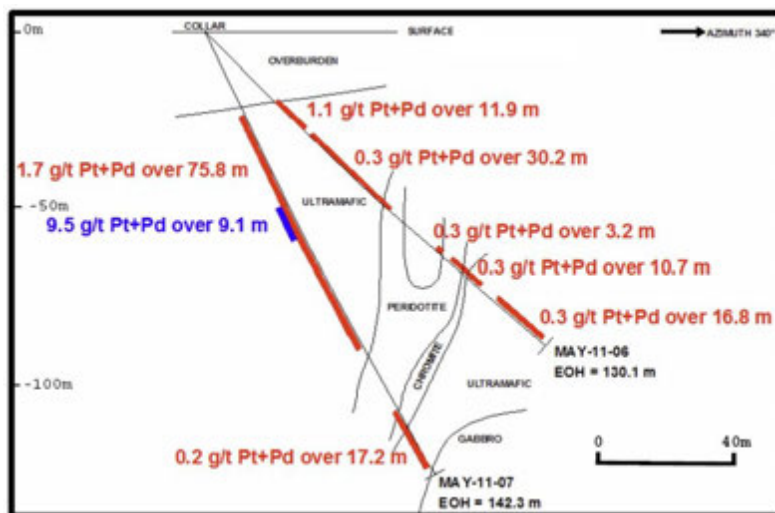 0m
COLLAR
SURFACE
AZIMUTH 340°
OVERBURDEN
1.1 g/t Pt+Pd over 11.9 m
1.7 g/t Pt+Pd over 75.8 m
0.3 g/t Pt+Pd over 30.2 m
ULTRAMAFIC
-50m
9.5 g/t Pt+Pd over 9.1 m
0.3 g/t Pt+Pd over 3.2 m
0.3 g/t Pt+Pd over 10.7 m
PERIDOTITE
0.3 g/t Pt+Pd over 16.8 m
MAY-11-06
EOH = 130.1 m
CHROMITE
ULTRAMAFIC
-100m
GABBRO
0 40m
0.2 g/t Pt+Pd over 17.2 m
MAY-11-07
EOH = 142.3 m